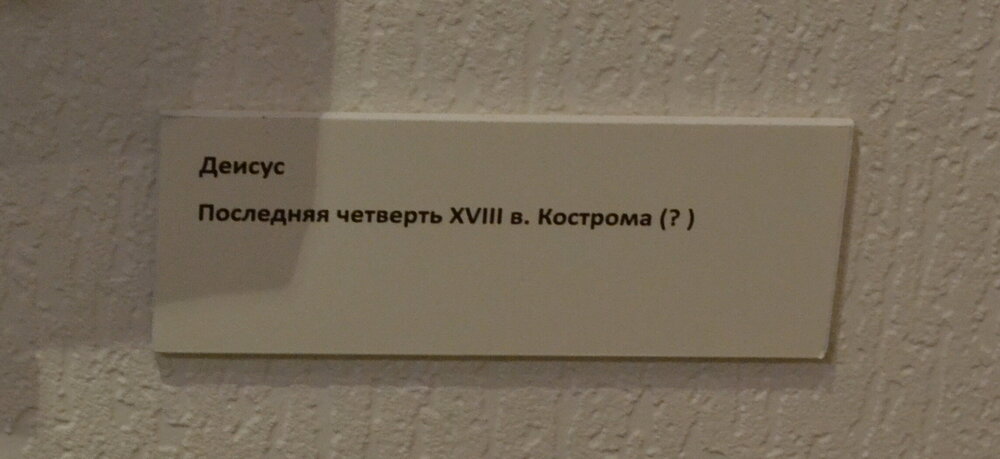 Деисус
Последняя четверть XVIII в. Кострома (? )